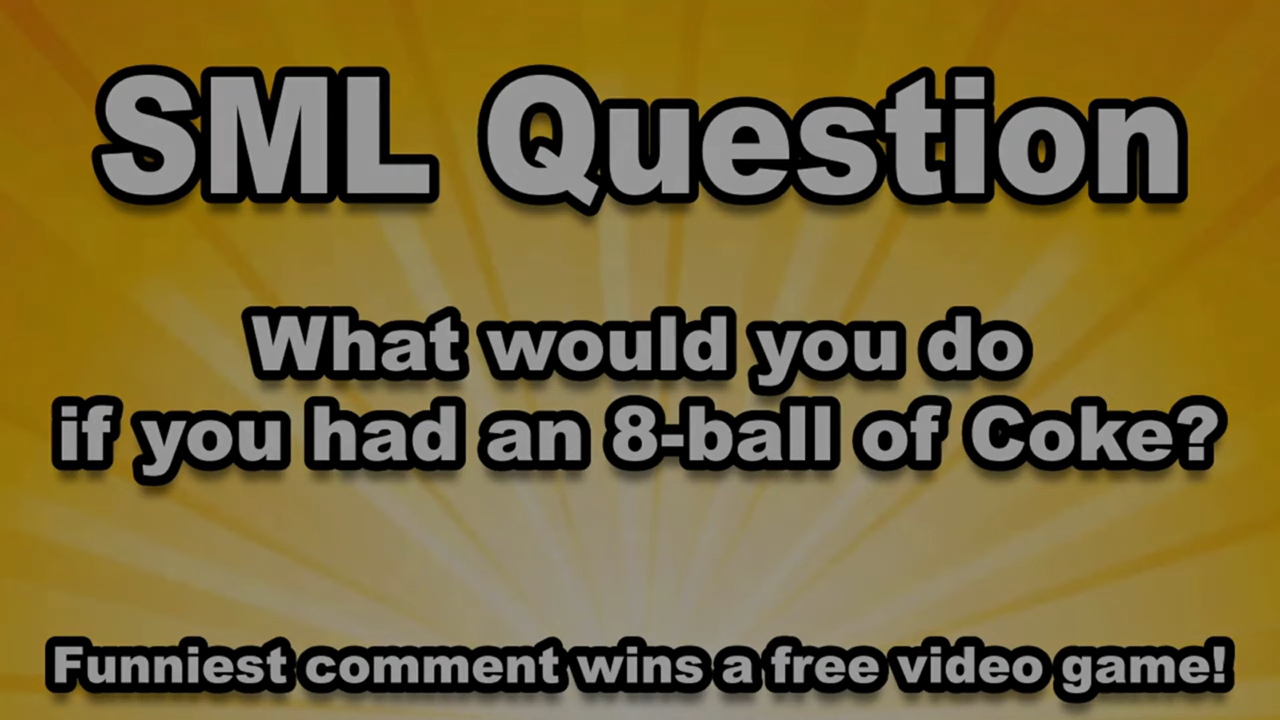 SML Question
What would you do
if you had an 8-ball of Coke?
Funniest comment wins a free video game!